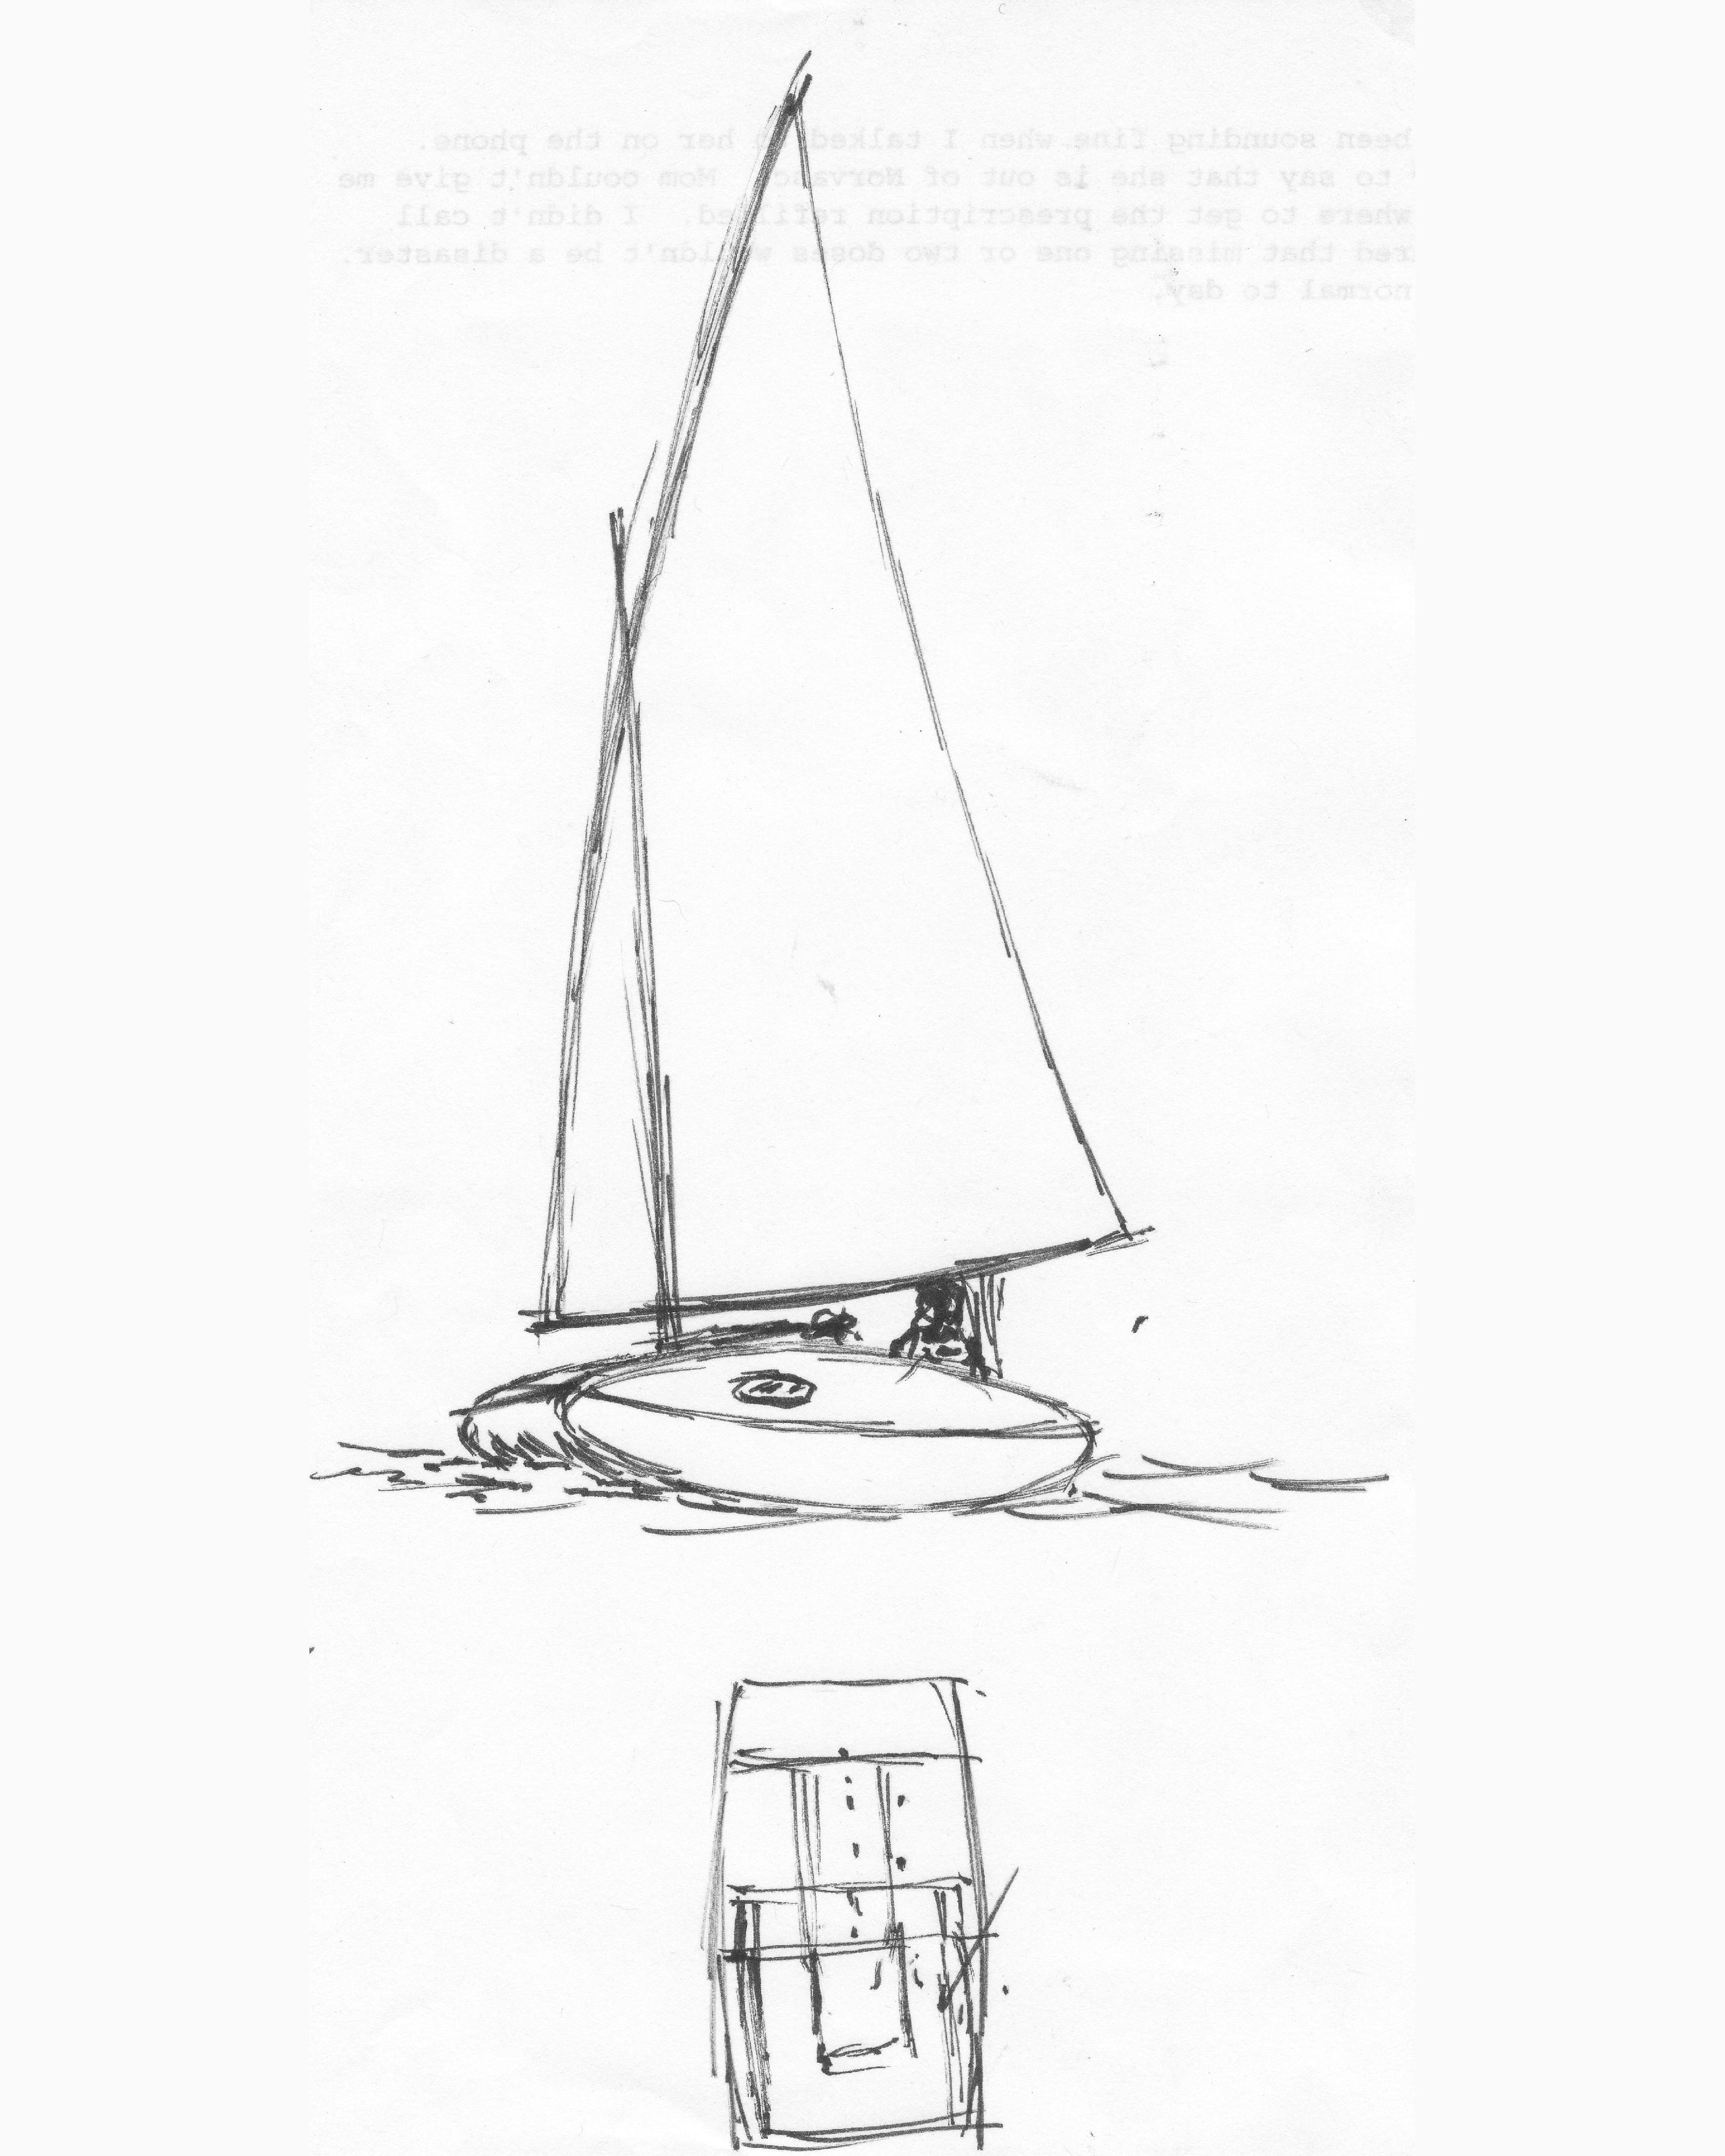 been sounding fine when I talked to her on the phone.
to say that she is out of Norvasc. Mom couldn't give me
where to get the prescription refilled. I didn't call
red that missing one or two doses wouldn't be a disaster.
normal to day.